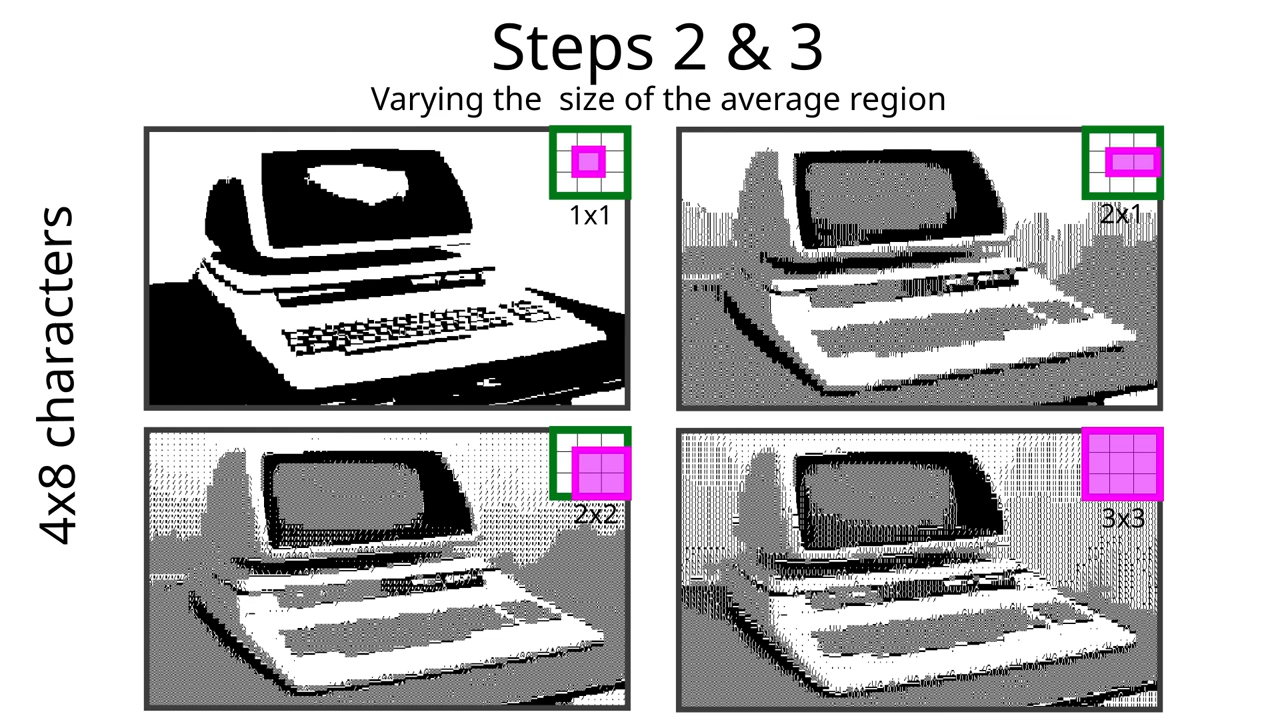 Steps 2 & 3
Varying the  size of the average region
4x8 characters
1x1
2x1
2x2
3x3